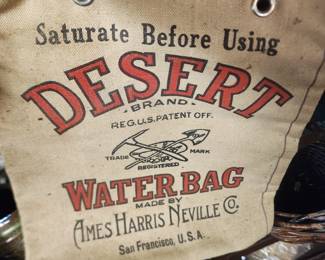 Saturate Before Using
DESERT
- BRAND -
REG.U.S. PATENT OFF.
TRADE MARK
REGISTERED
WATER BAG
MADE BY
AMES HARRIS NEVILLE CO.
San Francisco, U.S.A.